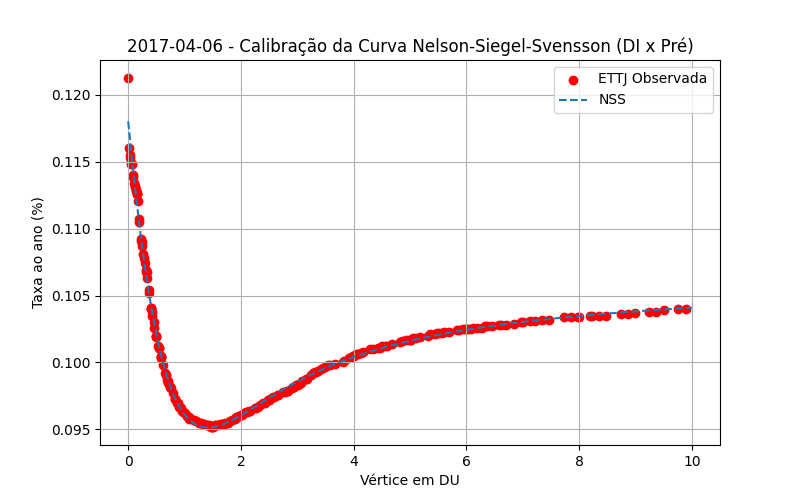 2017-04-06 - Calibração da Curva Nelson-Siegel-Svensson (DI x Pré)
ETTJ Observada
NSS
Taxa ao ano (%)
0.120
0.115
0.110
0.105
0.100
0.095
0 2 4 6 8 10
Vértice em DU